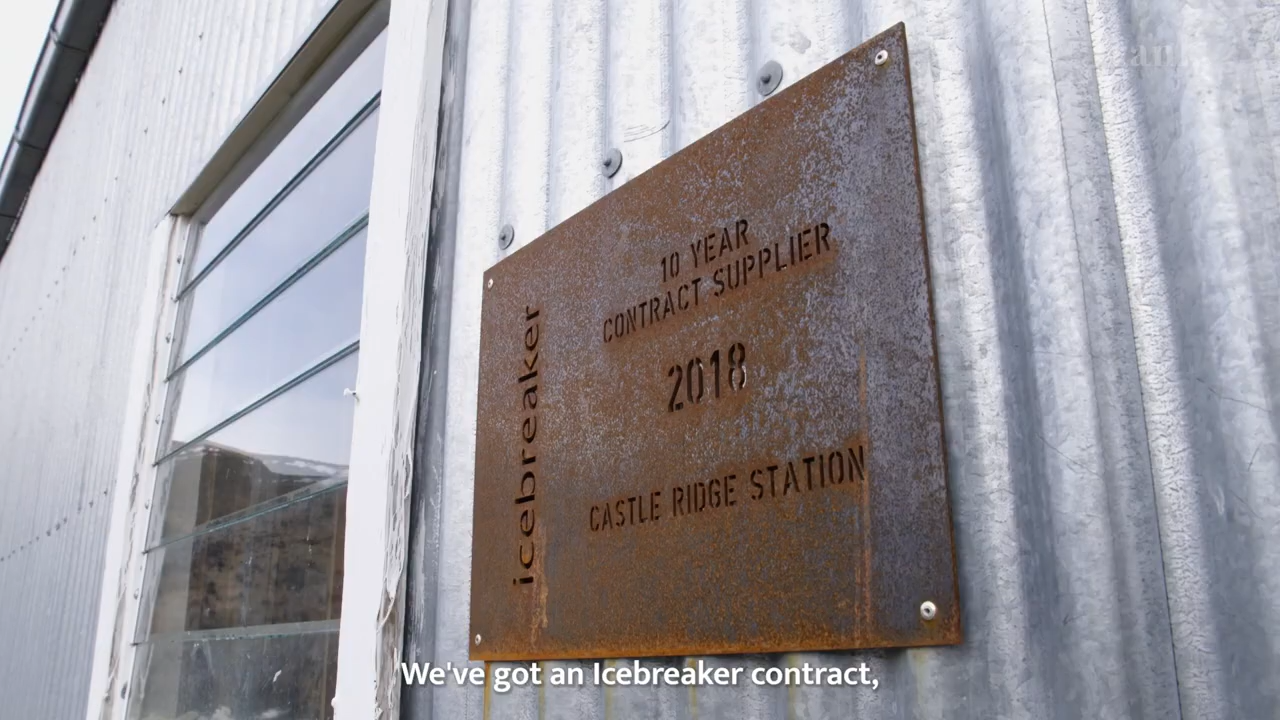 10 YEAR
CONTRACT SUPPLIER
2018
CASTLE RIDGE STATION
icebreaker
We've got an Icebreaker contract,